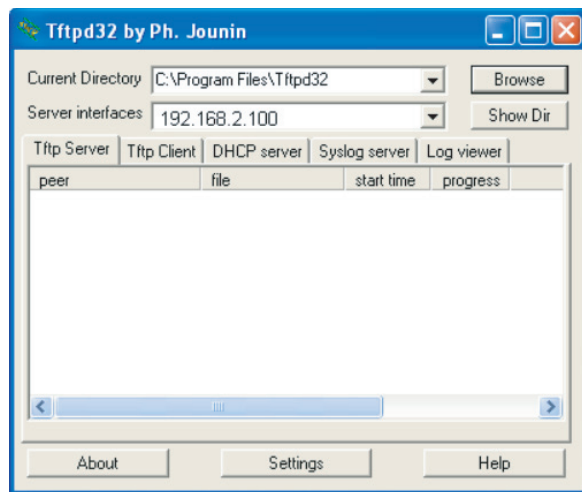 Tftpd32 by Ph. Jounin
Current Directory C:\Program Files\Tftpd32 Browse
Server interfaces 192.168.2.100 Show Dir
Tftp Server Tftp Client DHCP server Syslog server Log viewer
peer file start time progress
About Settings Help